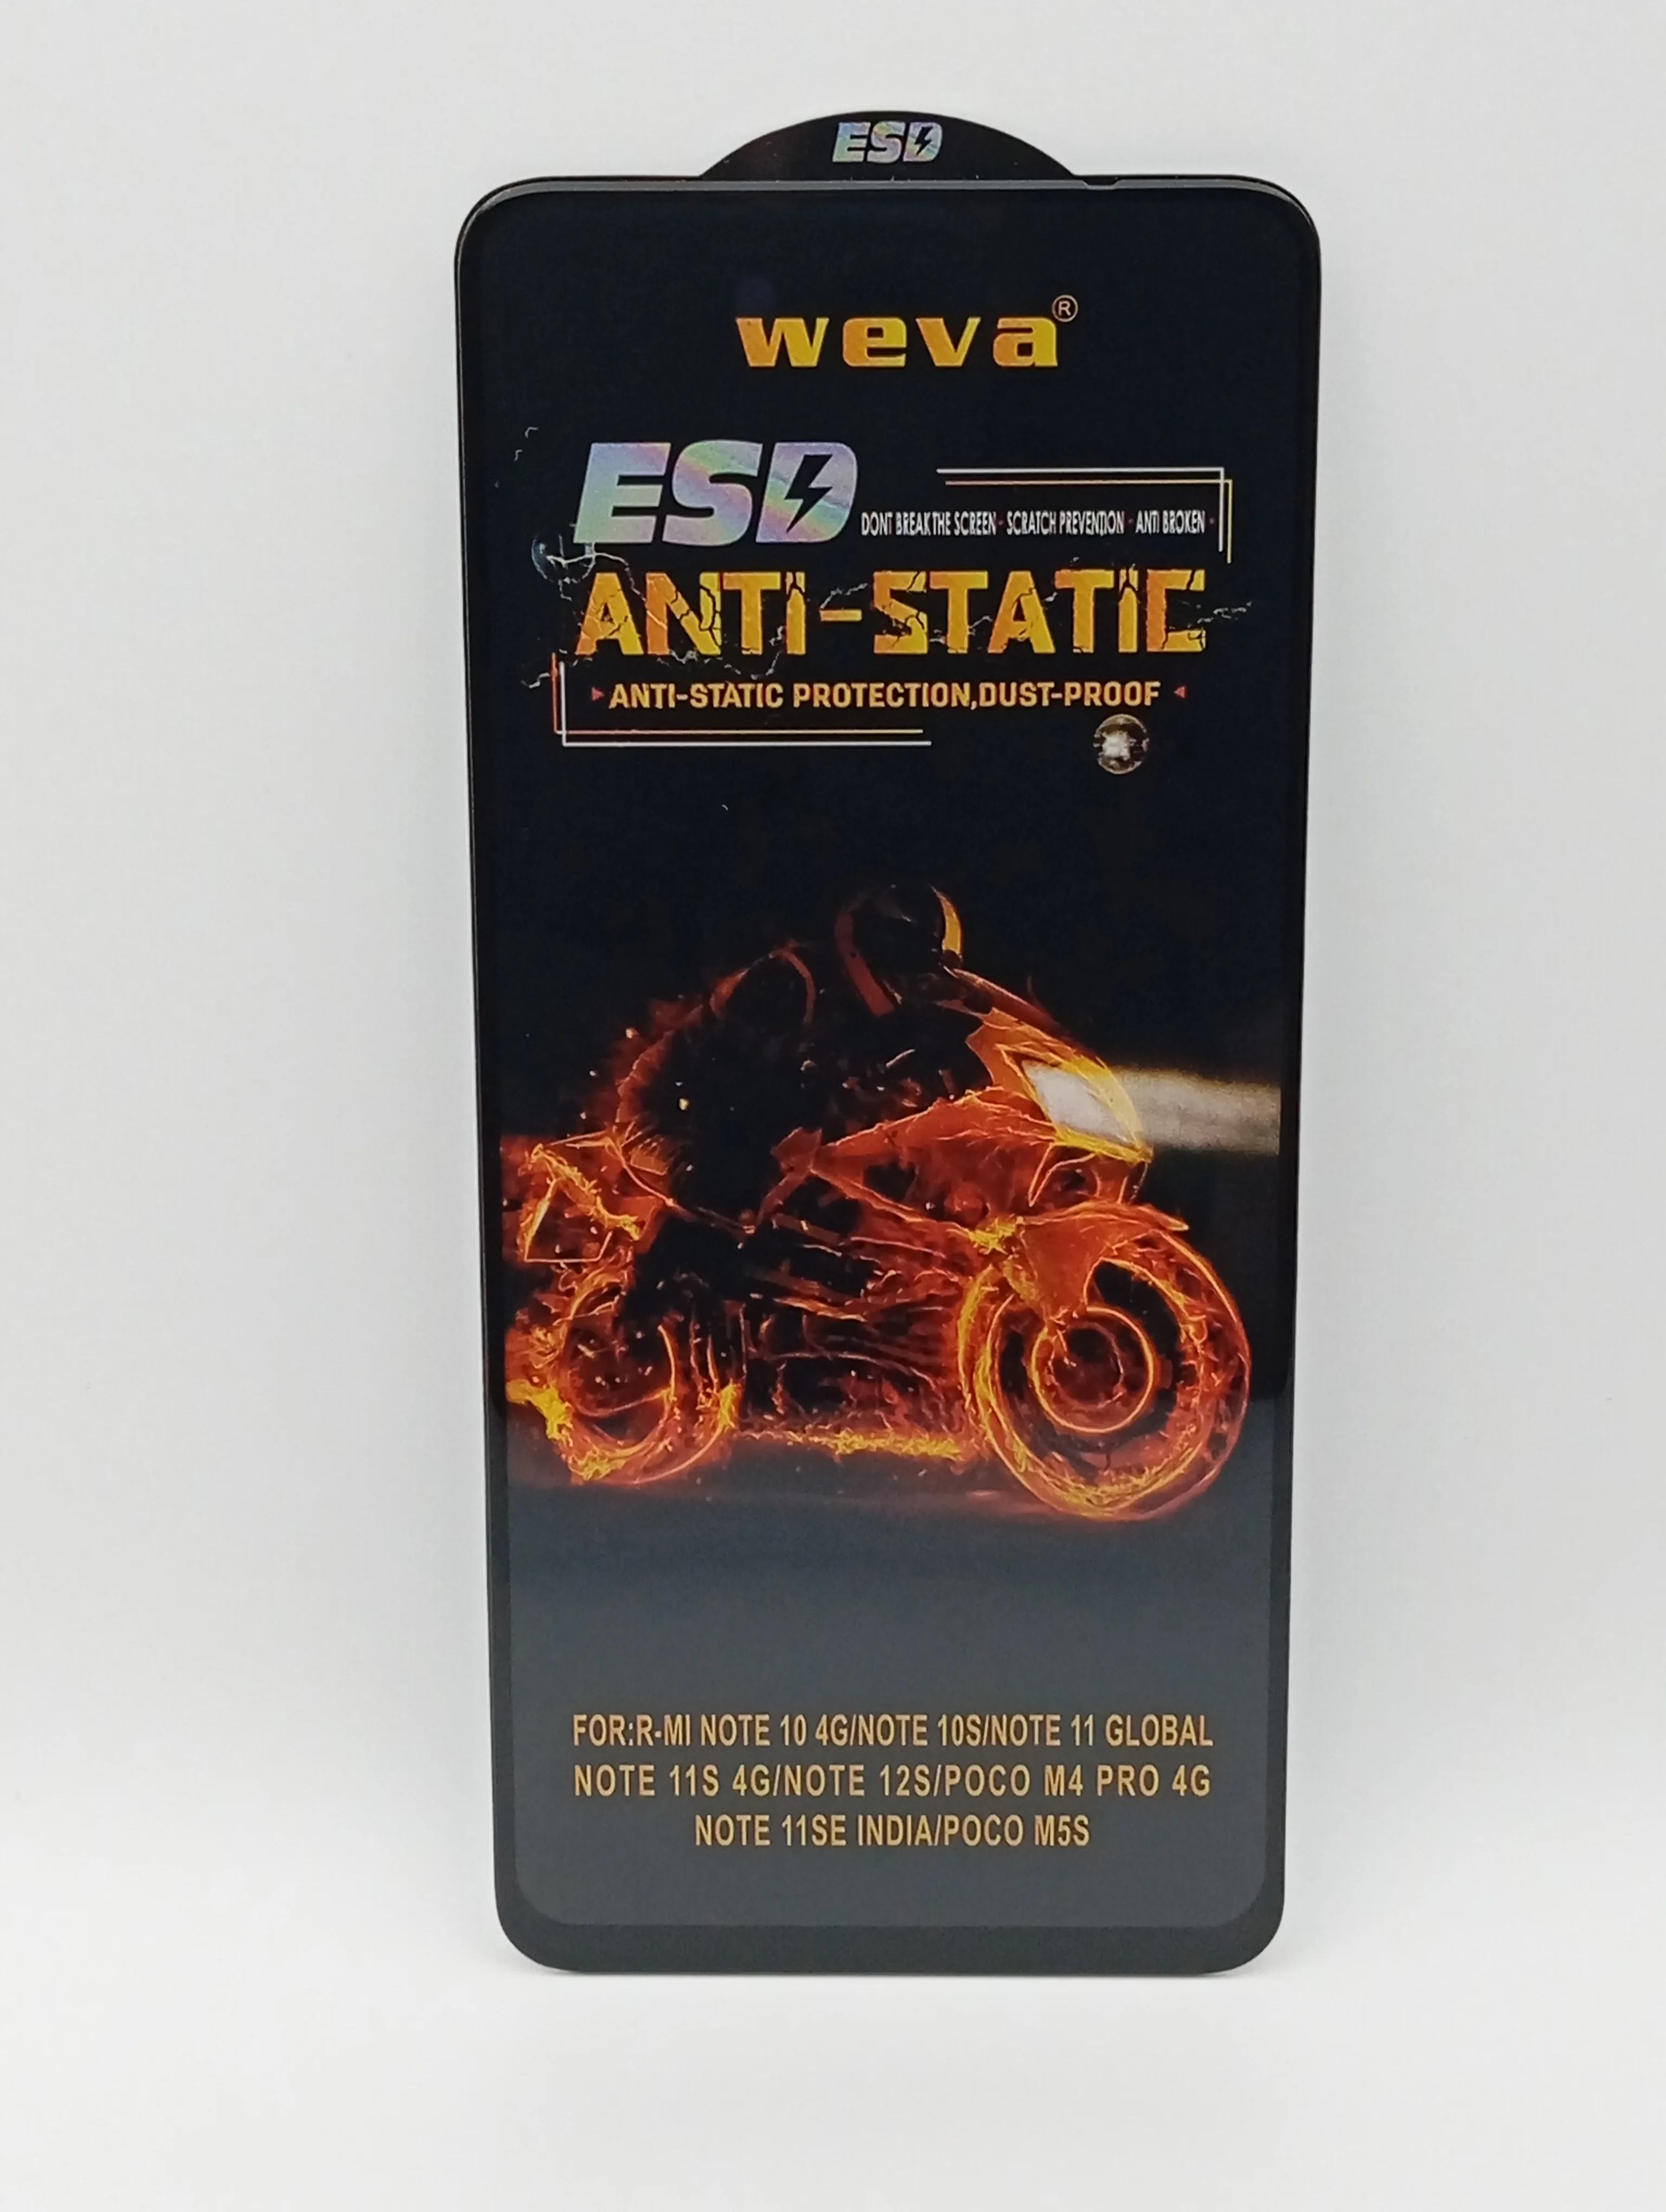 ESD
weva®
ESD
DONT BREAK THE SCREEN · SCRATCH PREVENTION · ANTI BROKEN ·
ANTI-STATIC
ANTI-STATIC PROTECTION,DUST-PROOF
FOR:R-MI NOTE 10 4G/NOTE 10S/NOTE 11 GLOBAL
NOTE 11S 4G/NOTE 12S/POCO M4 PRO 4G
NOTE 11SE INDIA/POCO M5S